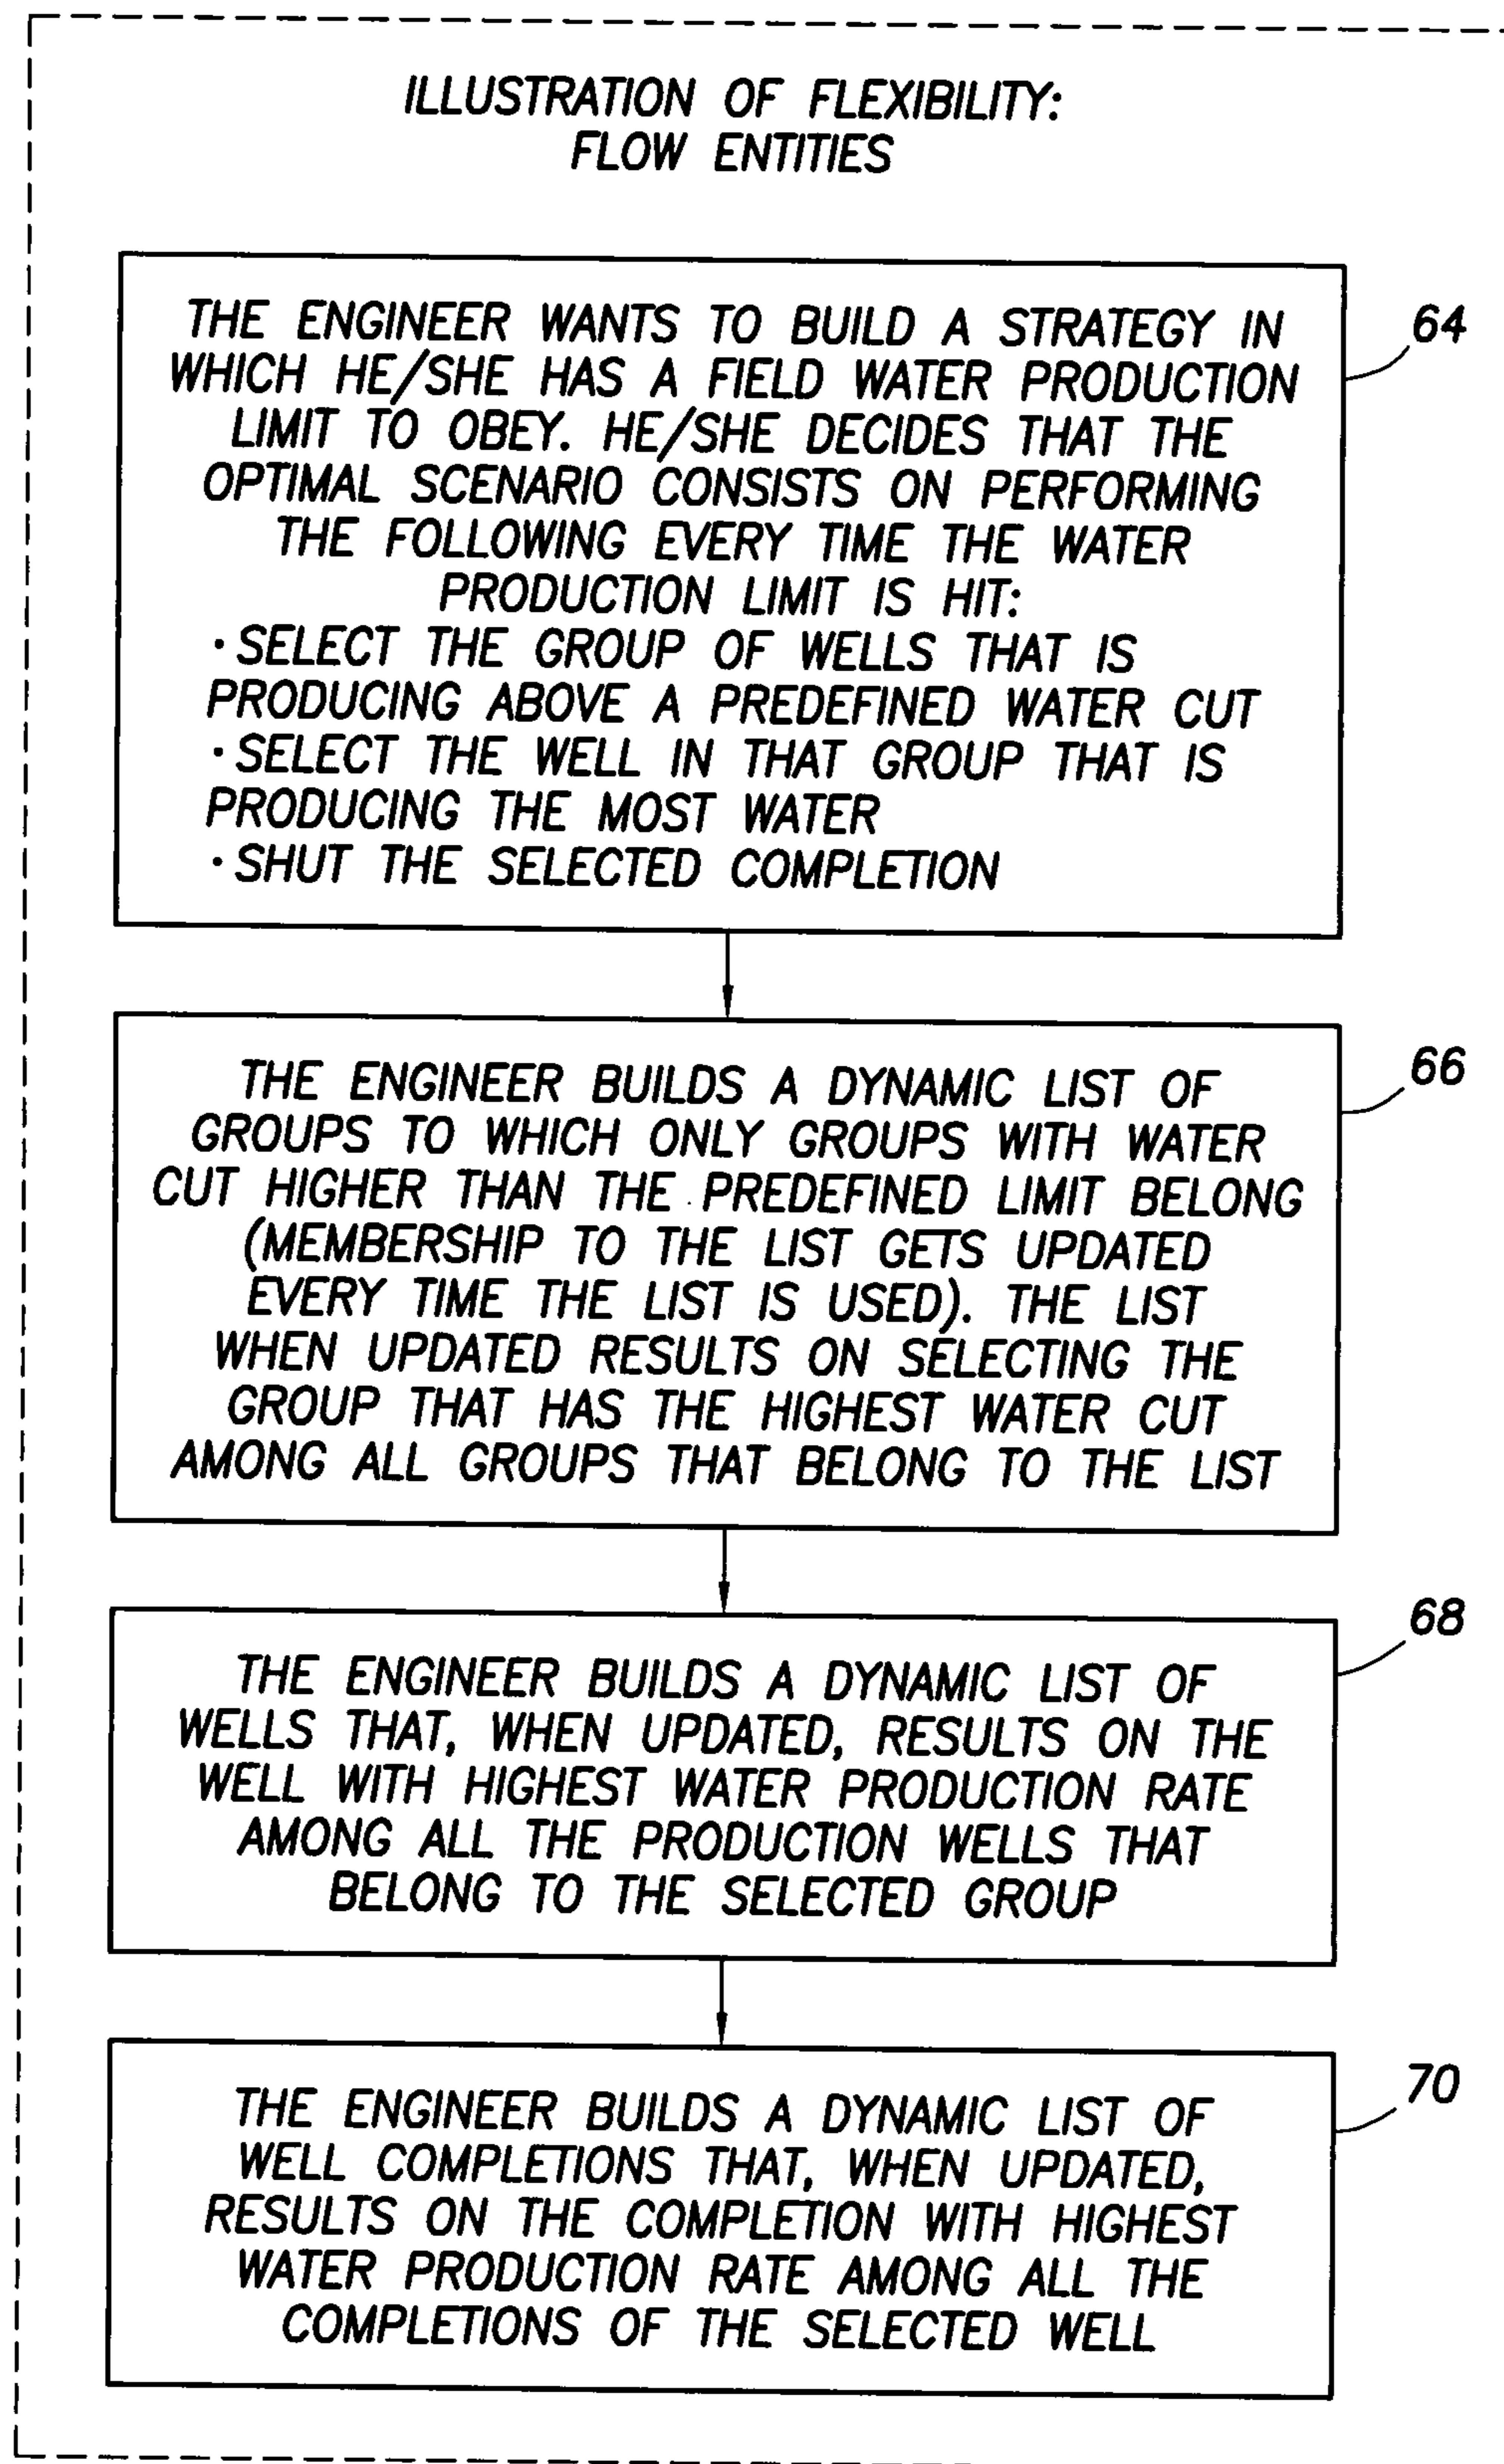 ILLUSTRATION OF FLEXIBILITY:
FLOW ENTITIES
THE ENGINEER WANTS TO BUILD A STRATEGY IN
WHICH HE/SHE HAS A FIELD WATER PRODUCTION
LIMIT TO OBEY. HE/SHE DECIDES THAT THE
OPTIMAL SCENARIO CONSISTS ON PERFORMING
THE FOLLOWING EVERY TIME THE WATER
PRODUCTION LIMIT IS HIT:
· SELECT THE GROUP OF WELLS THAT IS
PRODUCING ABOVE A PREDEFINED WATER CUT
· SELECT THE WELL IN THAT GROUP THAT IS
PRODUCING THE MOST WATER
· SHUT THE SELECTED COMPLETION
64
THE ENGINEER BUILDS A DYNAMIC LIST OF
GROUPS TO WHICH ONLY GROUPS WITH WATER
CUT HIGHER THAN THE PREDEFINED LIMIT BELONG
(MEMBERSHIP TO THE LIST GETS UPDATED
EVERY TIME THE LIST IS USED). THE LIST
WHEN UPDATED RESULTS ON SELECTING THE
GROUP THAT HAS THE HIGHEST WATER CUT
AMONG ALL GROUPS THAT BELONG TO THE LIST
66
THE ENGINEER BUILDS A DYNAMIC LIST OF
WELLS THAT, WHEN UPDATED, RESULTS ON THE
WELL WITH HIGHEST WATER PRODUCTION RATE
AMONG ALL THE PRODUCTION WELLS THAT
BELONG TO THE SELECTED GROUP
68
THE ENGINEER BUILDS A DYNAMIC LIST OF
WELL COMPLETIONS THAT, WHEN UPDATED,
RESULTS ON THE COMPLETION WITH HIGHEST
WATER PRODUCTION RATE AMONG ALL THE
COMPLETIONS OF THE SELECTED WELL
70